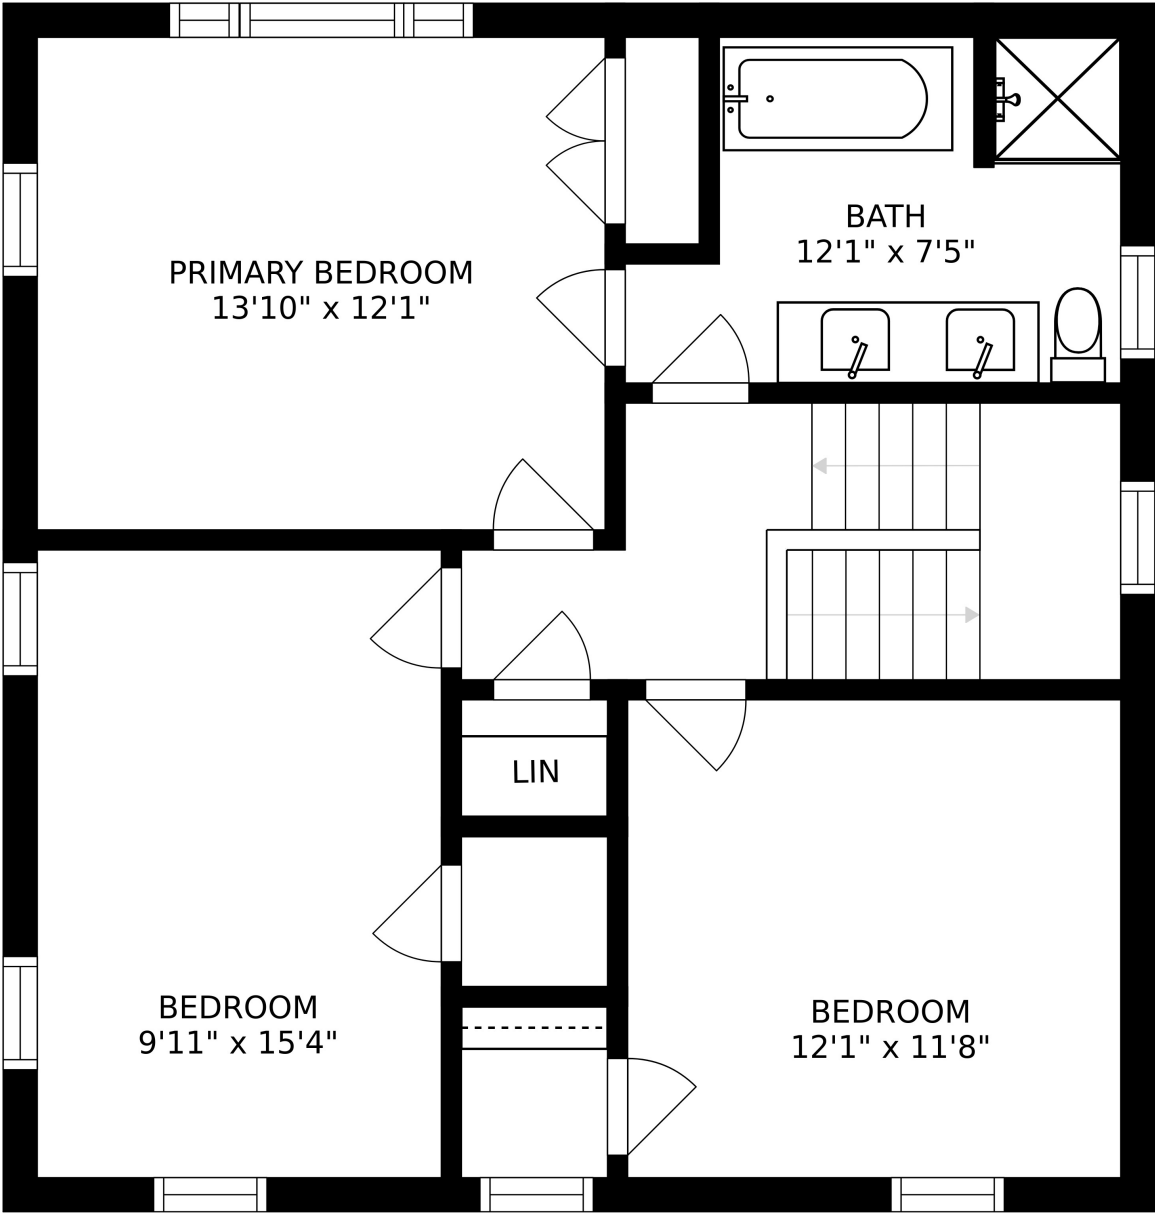 BATH
12'1" x 7'5"
PRIMARY BEDROOM
13'10" x 12'1"
LIN
BEDROOM
9'11" x 15'4"
BEDROOM
12'1" x 11'8"